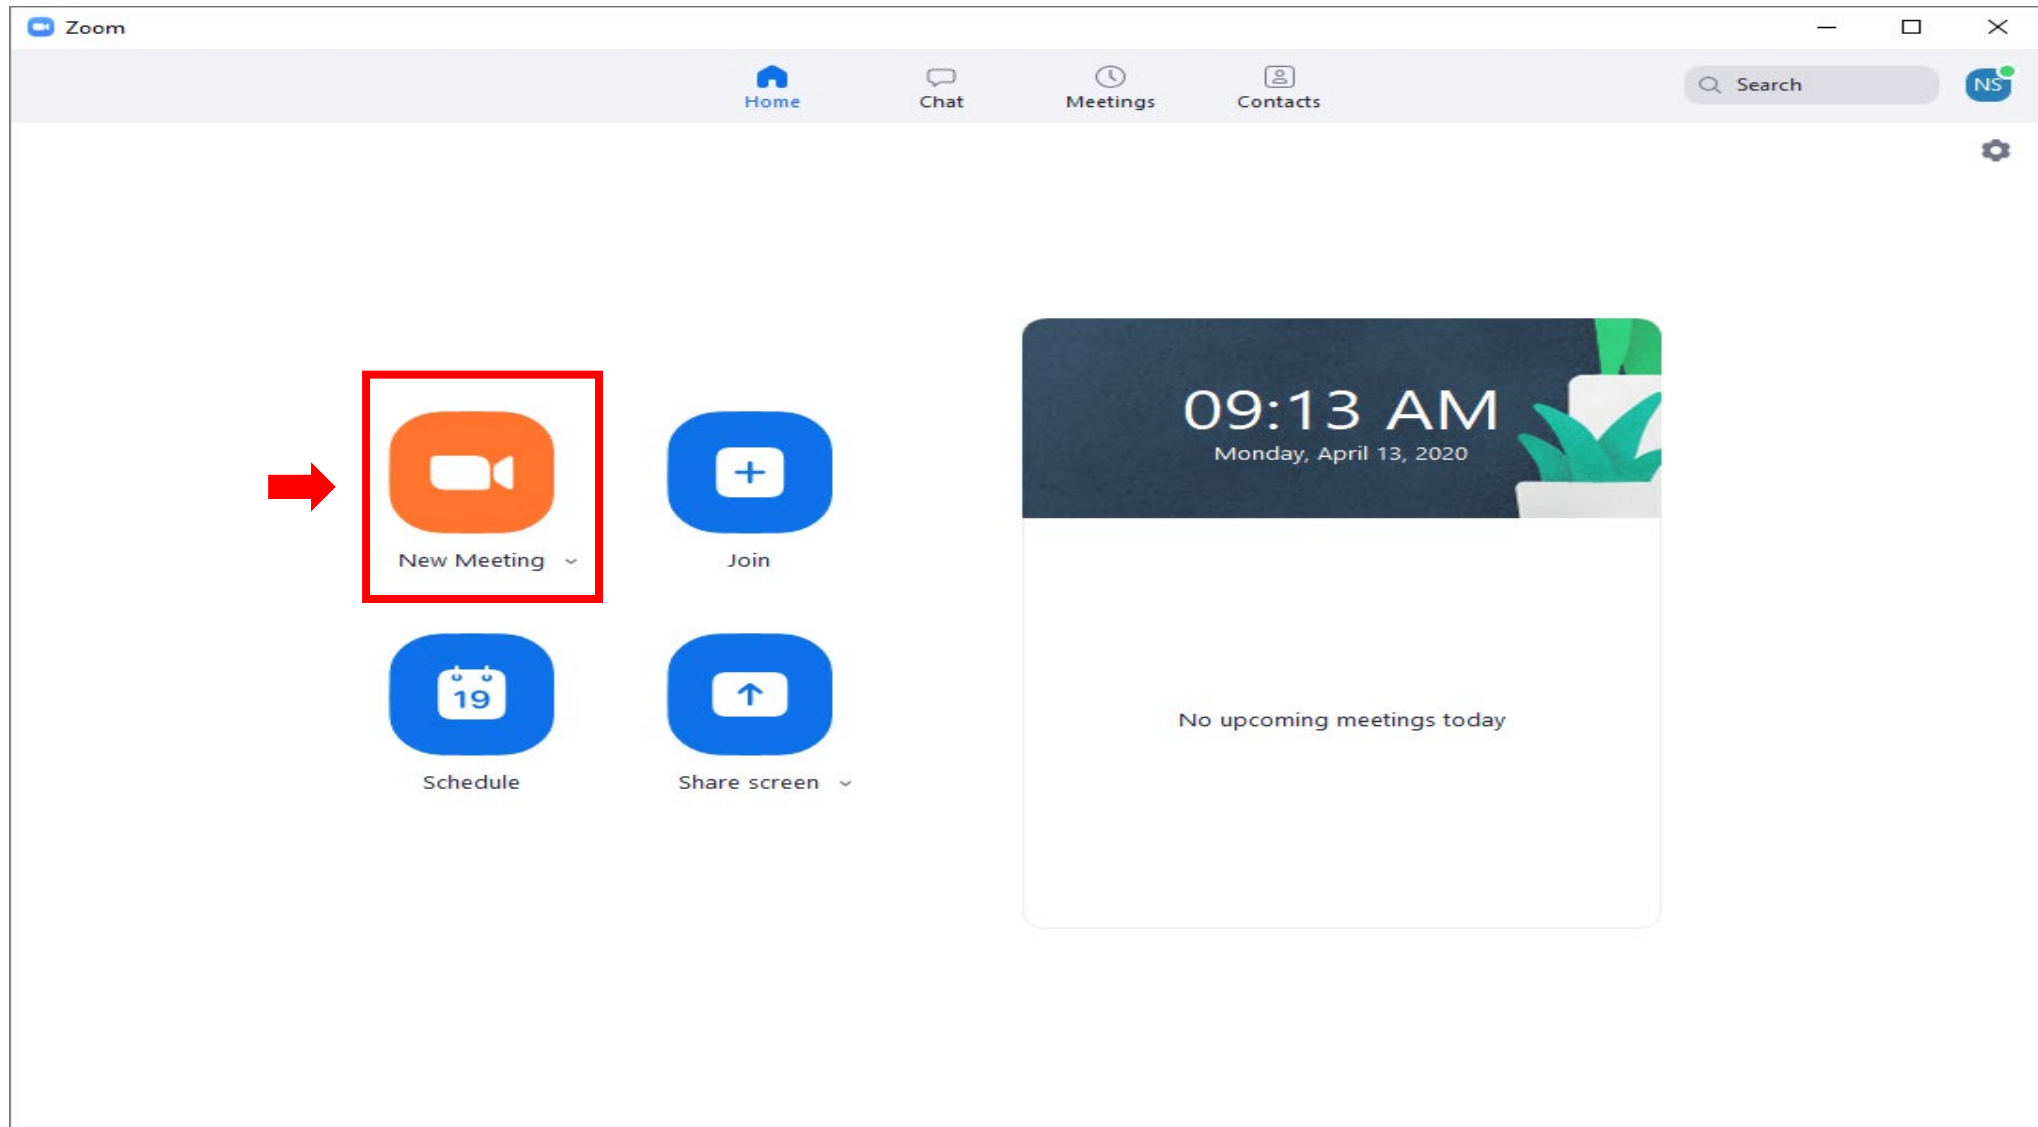 Zoom
Home
Chat
Meetings
Contacts
Search
NS
09:13 AM
Monday, April 13, 2020
New Meeting
Join
19
Schedule
Share screen
No upcoming meetings today